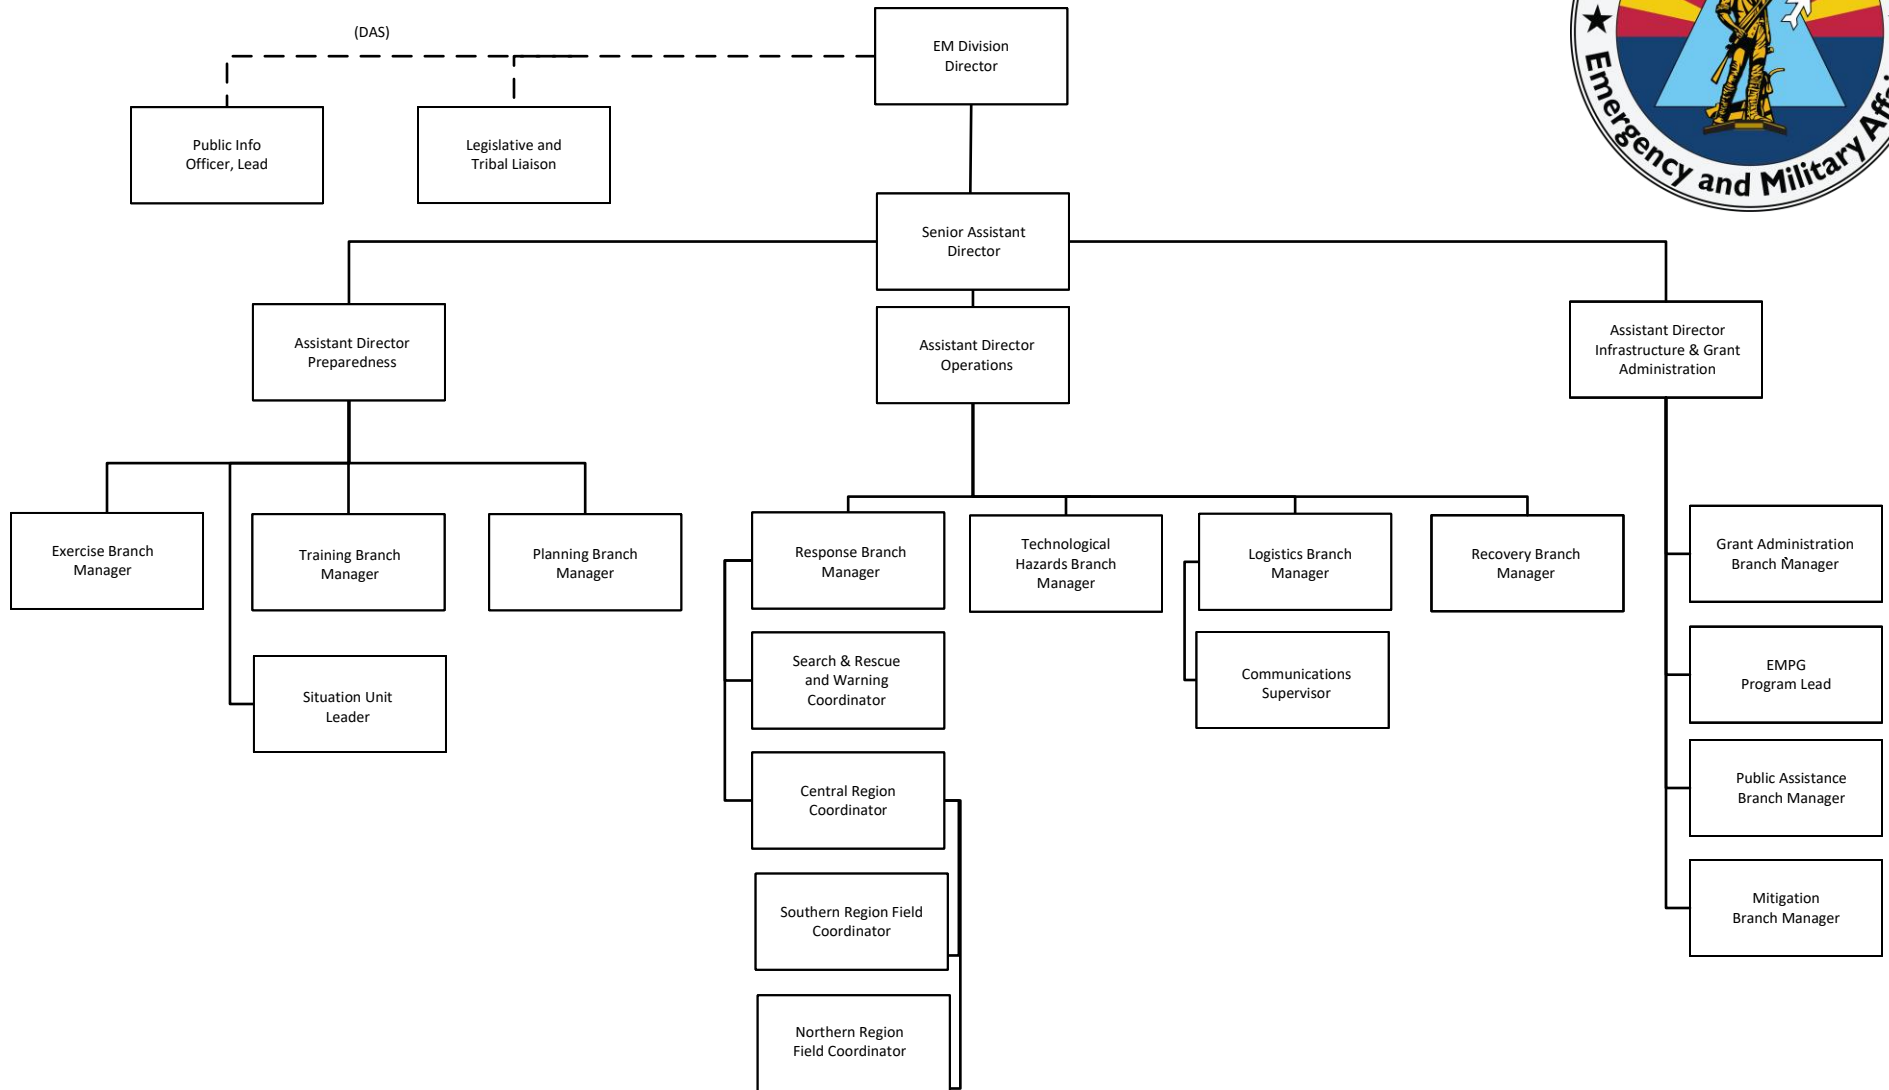 (DAS)
EM Division
Director
Public Info
Officer, Lead
Legislative and
Tribal Liaison
Emergency and Military
Senior Assistant
Director
Assistant Director
Preparedness
Assistant Director
Operations
Assistant Director
Infrastructure & Grant
Administration
Exercise Branch
Manager
Training Branch
Manager
Planning Branch
Manager
Situation Unit
Leader
Response Branch
Manager
Technological
Hazards Branch
Manager
Logistics Branch
Manager
Recovery Branch
Manager
Search & Rescue
and Warning
Coordinator
Communications
Supervisor
Central Region
Coordinator
Southern Region Field
Coordinator
Northern Region
Field Coordinator
Grant Administration
Branch Manager
EMPG
Program Lead
Public Assistance
Branch Manager
Mitigation
Branch Manager